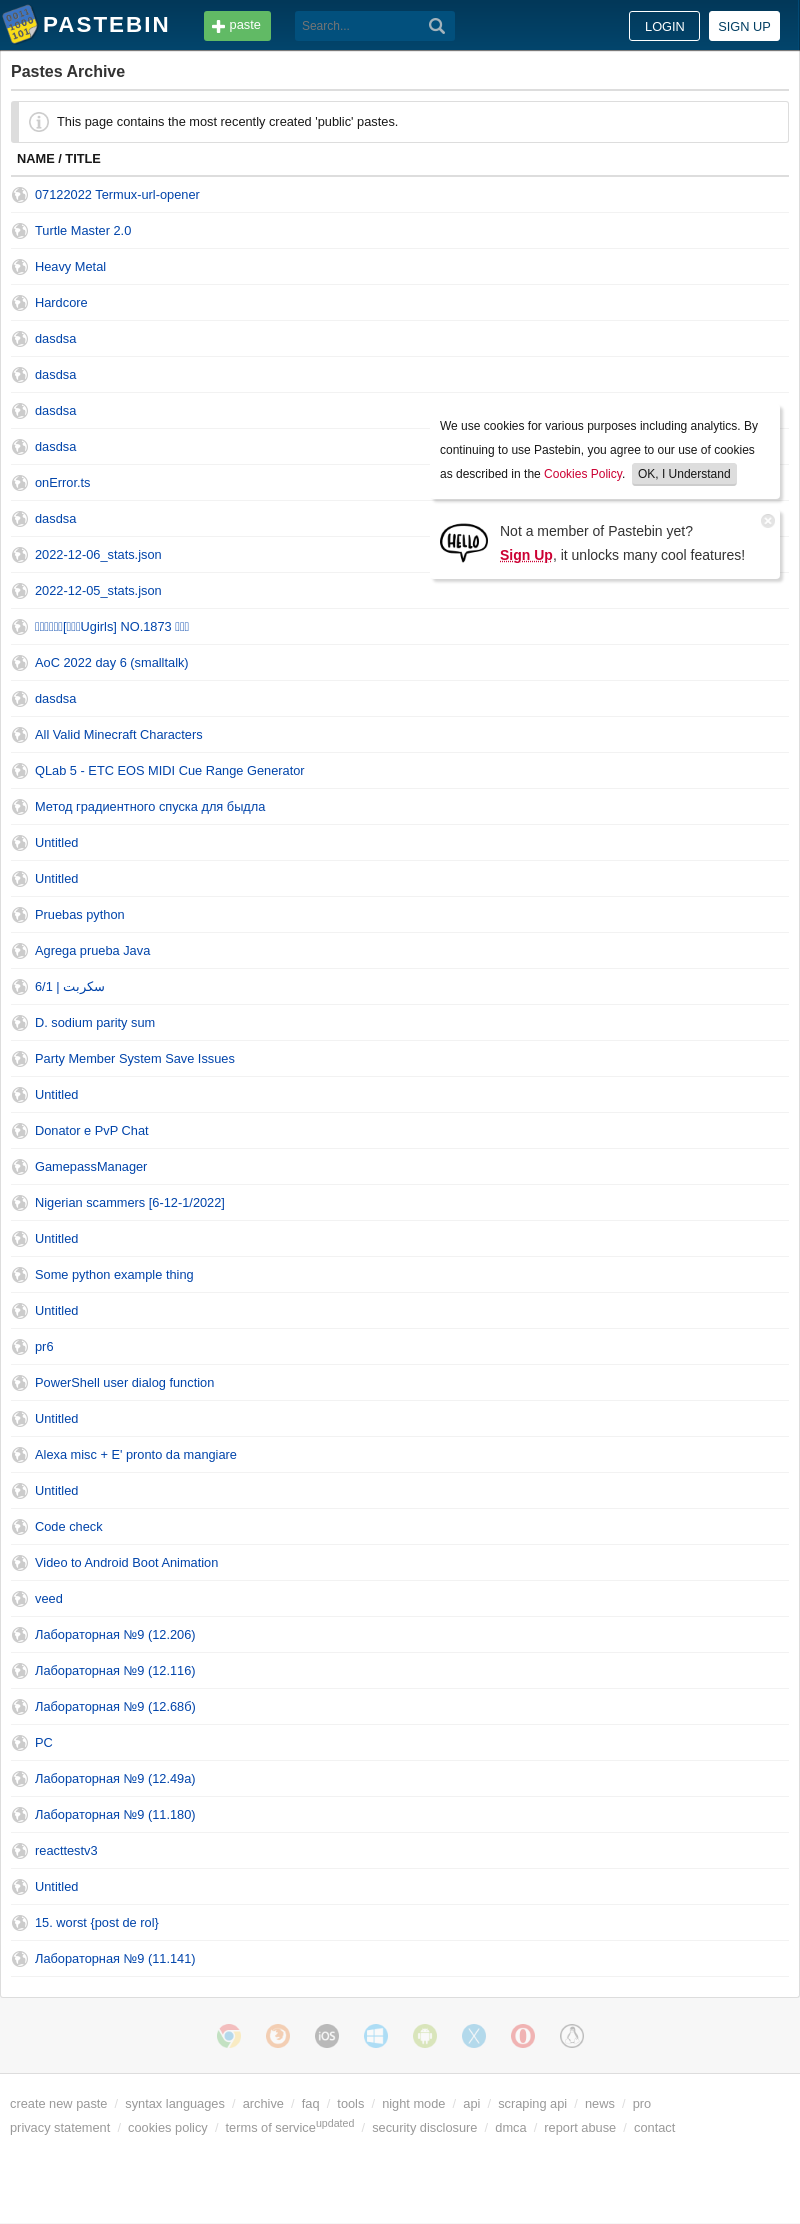 PASTEBIN paste Search... LOGIN SIGN UP
Pastes Archive
This page contains the most recently created 'public' pastes.
NAME / TITLE
07122022 Termux-url-opener
Turtle Master 2.0
Heavy Metal
Hardcore
dasdsa
dasdsa
dasdsa
dasdsa
onError.ts
dasdsa
2022-12-06_stats.json
2022-12-05_stats.json
[Ugirls] NO.1873
AoC 2022 day 6 (smalltalk)
dasdsa
All Valid Minecraft Characters
QLab 5 - ETC EOS MIDI Cue Range Generator
Метод градиентного спуска для быдла
Untitled
Untitled
Pruebas python
Agrega prueba Java
6/1 | سكربت
D. sodium parity sum
Party Member System Save Issues
Untitled
Donator e PvP Chat
GamepassManager
Nigerian scammers [6-12-1/2022]
Untitled
Some python example thing
Untitled
pr6
PowerShell user dialog function
Untitled
Alexa misc + E' pronto da mangiare
Untitled
Code check
Video to Android Boot Animation
veed
Лабораторная №9 (12.206)
Лабораторная №9 (12.116)
Лабораторная №9 (12.68б)
PC
Лабораторная №9 (12.49а)
Лабораторная №9 (11.180)
reacttestv3
Untitled
15. worst {post de rol}
Лабораторная №9 (11.141)
We use cookies for various purposes including analytics. By
continuing to use Pastebin, you agree to our use of cookies
as described in the Cookies Policy. OK, I Understand
HELLO
Not a member of Pastebin yet?
Sign Up, it unlocks many cool features!
iOS
create new paste / syntax languages / archive / faq / tools / night mode / api / scraping api / news / pro
privacy statement / cookies policy / terms of serviceupdated / security disclosure / dmca / report abuse / contact